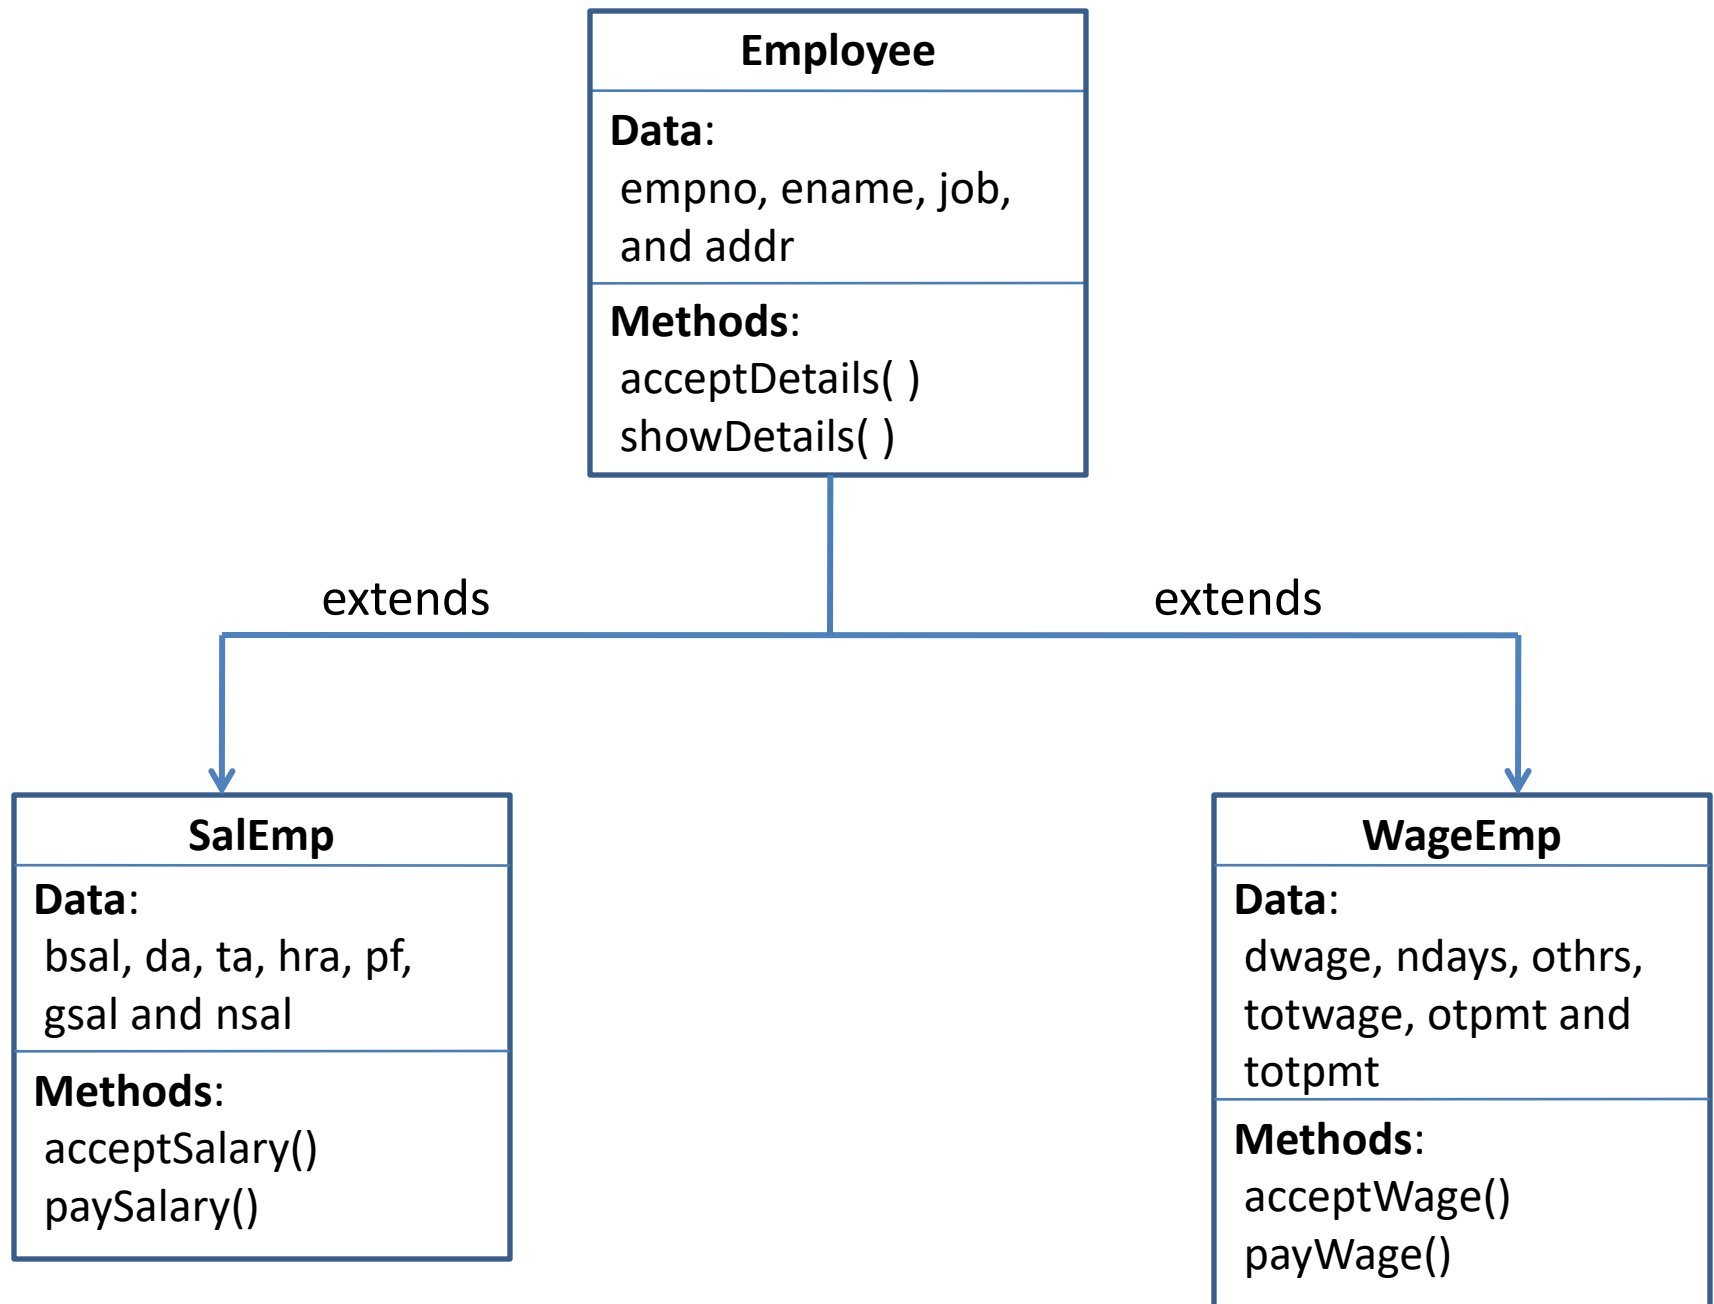 Employee
Data:
empno, ename, job,
and addr
Methods:
acceptDetails( )
showDetails( )
extends
extends
SalEmp
Data:
bsal, da, ta, hra, pf,
gsal and nsal
Methods:
acceptSalary()
paySalary()
WageEmp
Data:
dwage, ndays, othrs,
totwage, otpmt and
totpmt
Methods:
acceptWage()
payWage()